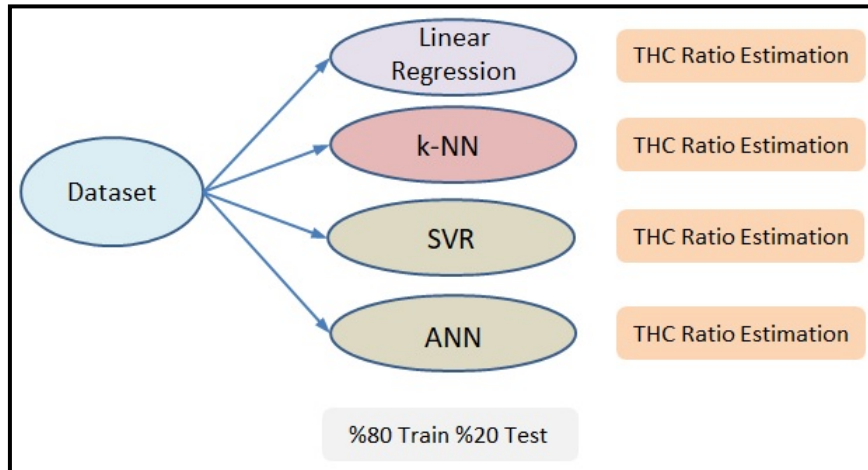 Linear
Regression
THC Ratio Estimation
k-NN
THC Ratio Estimation
Dataset
SVR
THC Ratio Estimation
ANN
THC Ratio Estimation
%80 Train %20 Test